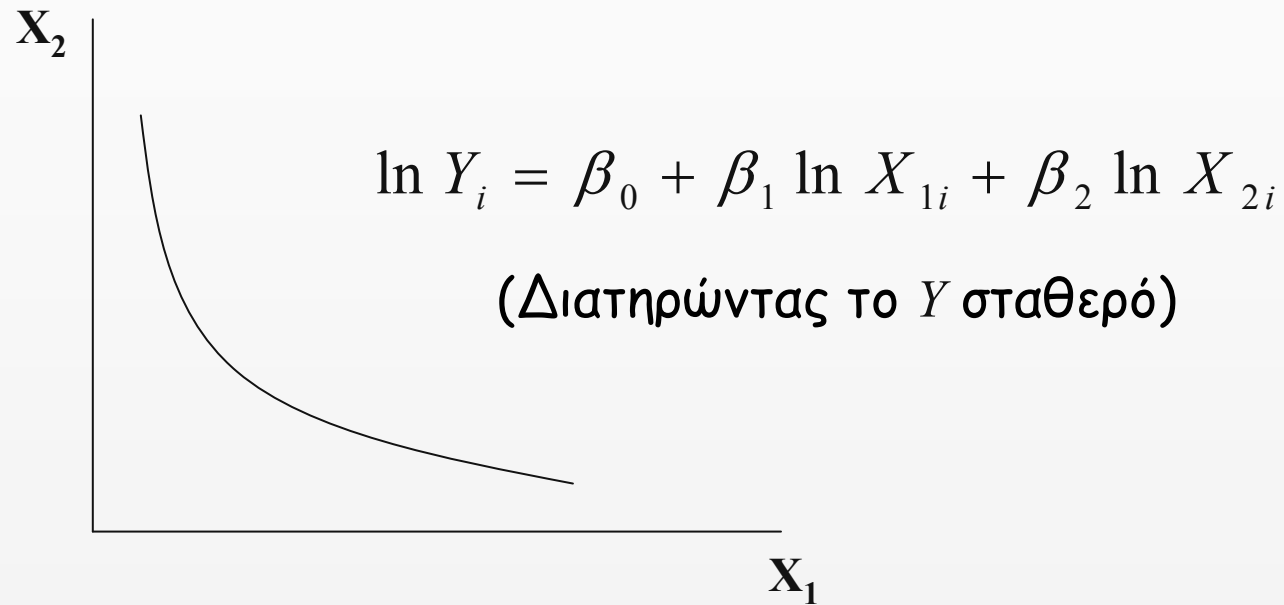 X₂
ln Yᵢ = β₀ + β₁ ln X₁ᵢ + β₂ ln X₂ᵢ
(Διατηρώντας το Y σταθερό)
X₁